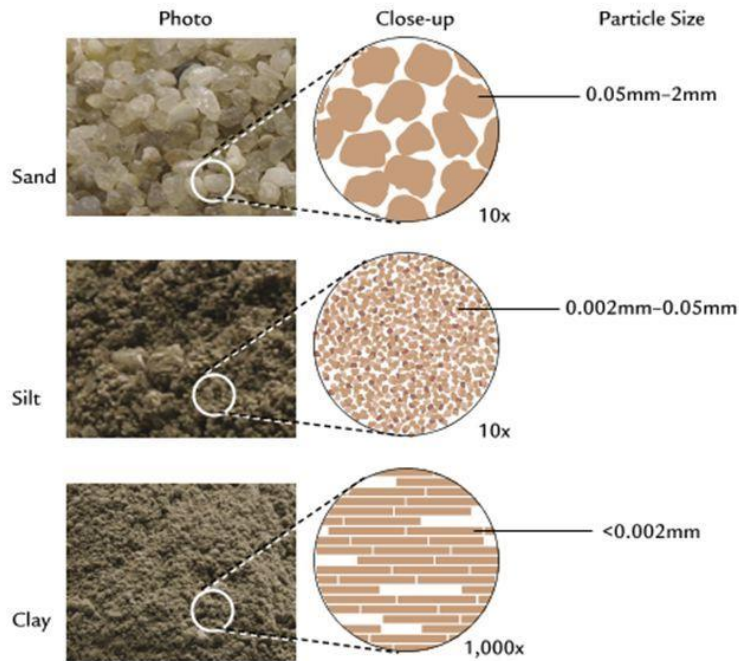 Photo Close-up Particle Size
Sand
0.05mm–2mm
10x
Silt
0.002mm–0.05mm
10x
Clay
<0.002mm
1,000x